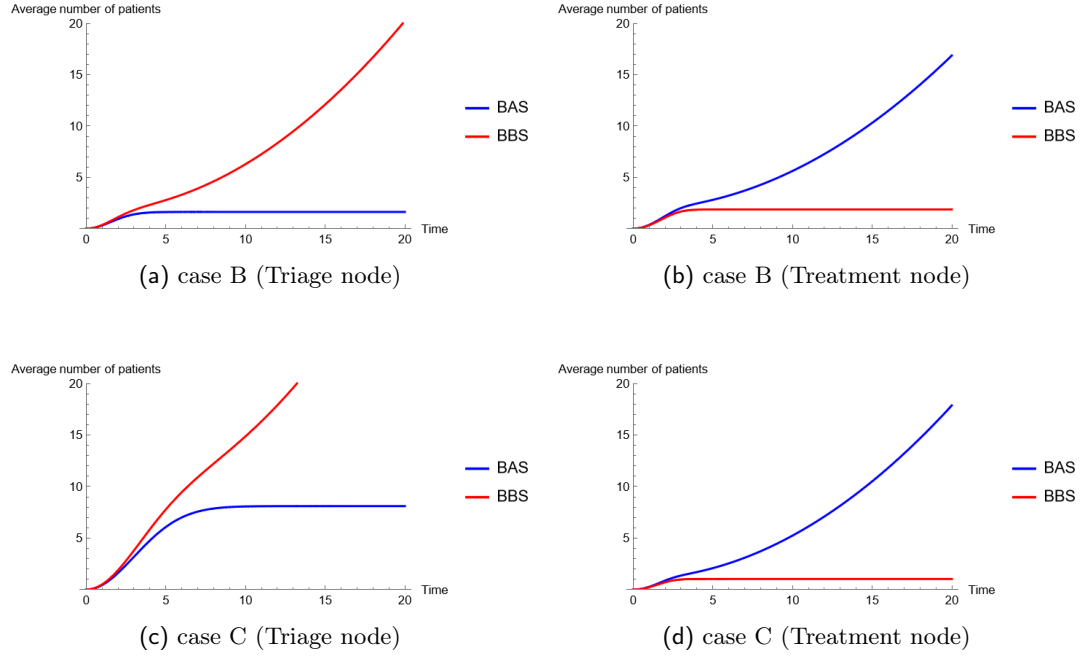 Average number of patients
20
15
10
5
0 5 10 15 20
Time
BAS
BBS
(a) case B (Triage node)
Average number of patients
20
15
10
5
0 5 10 15 20
Time
BAS
BBS
(b) case B (Treatment node)
Average number of patients
20
15
10
5
0 5 10 15 20
Time
BAS
BBS
(c) case C (Triage node)
Average number of patients
20
15
10
5
0 5 10 15 20
Time
BAS
BBS
(d) case C (Treatment node)